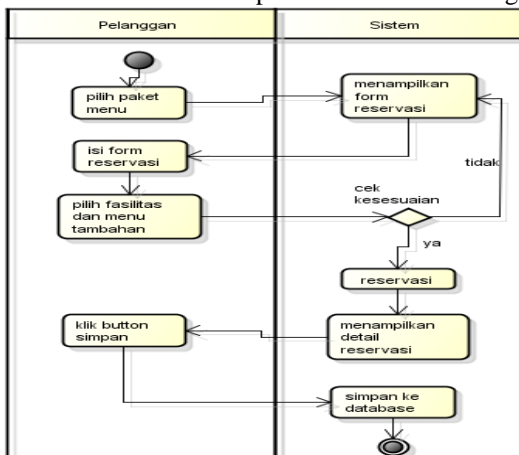 Pelanggan
Sistem
pilih paket
menu
menampilkan
form
reservasi
isi form
reservasi
tidak
pilih fasilitas
dan menu
tambahan
cek
kesesuaian
ya
reservasi
klik button
simpan
menampilkan
detail
reservasi
simpan ke
database